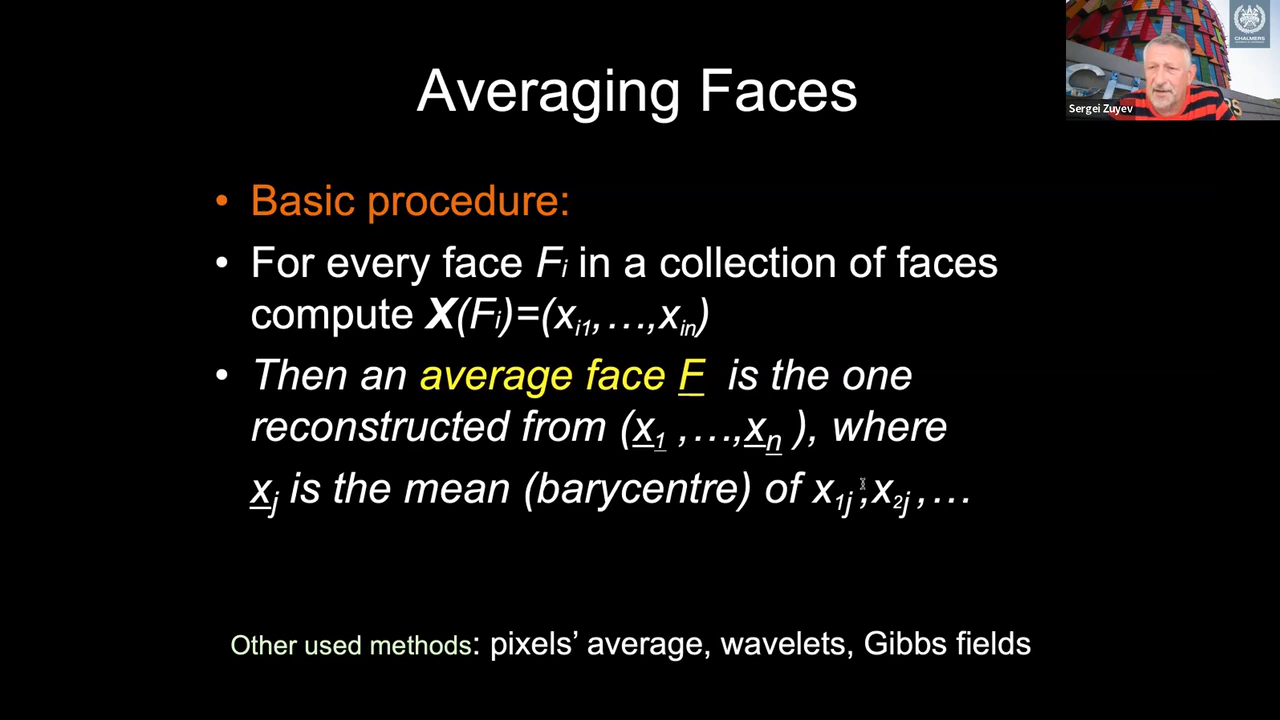 Averaging Faces
• Basic procedure:
• For every face Fi in a collection of faces
compute X(Fi)=(xi1,…,xin)
• Then an average face F is the one
reconstructed from (x1 ,…,xn ), where
xj is the mean (barycentre) of x1j ,x2j ,…
Other used methods: pixels’ average, wavelets, Gibbs fields
CHALMERS
Sergei Zuyev